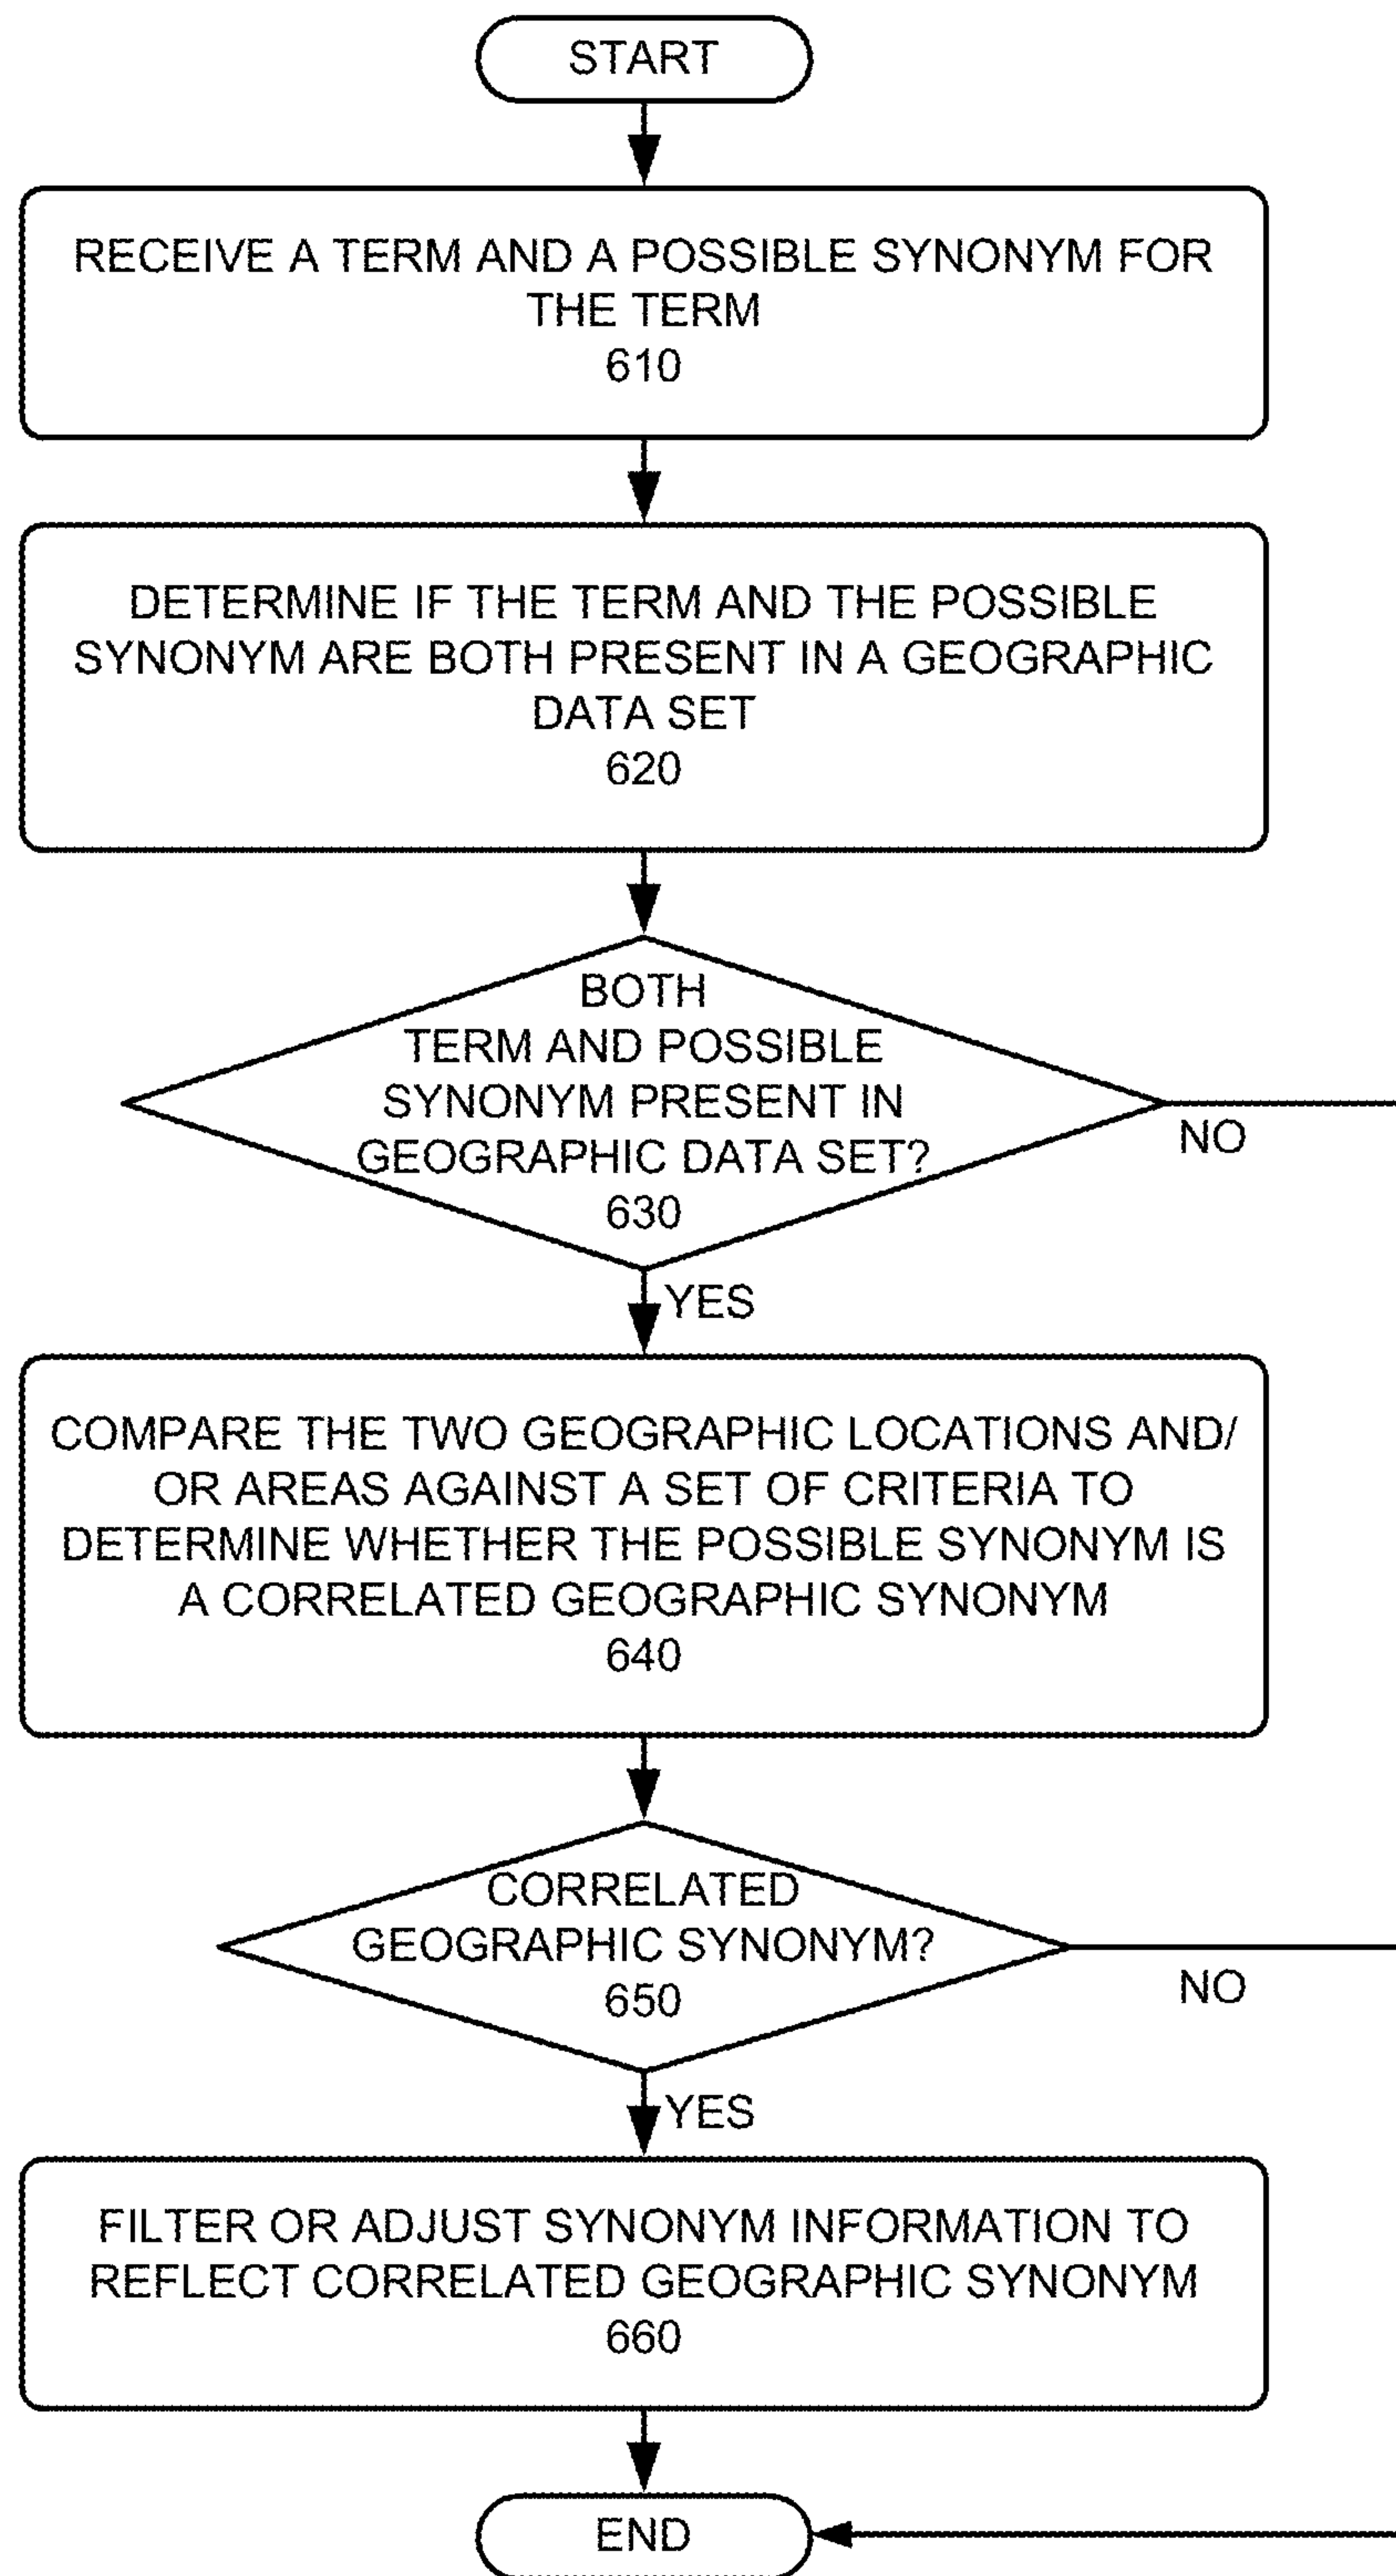 START
RECEIVE A TERM AND A POSSIBLE SYNONYM FOR
THE TERM
610
DETERMINE IF THE TERM AND THE POSSIBLE
SYNONYM ARE BOTH PRESENT IN A GEOGRAPHIC
DATA SET
620
BOTH
TERM AND POSSIBLE
SYNONYM PRESENT IN
GEOGRAPHIC DATA SET?
630
NO
YES
COMPARE THE TWO GEOGRAPHIC LOCATIONS AND/
OR AREAS AGAINST A SET OF CRITERIA TO
DETERMINE WHETHER THE POSSIBLE SYNONYM IS
A CORRELATED GEOGRAPHIC SYNONYM
640
CORRELATED
GEOGRAPHIC SYNONYM?
650
NO
YES
FILTER OR ADJUST SYNONYM INFORMATION TO
REFLECT CORRELATED GEOGRAPHIC SYNONYM
660
END